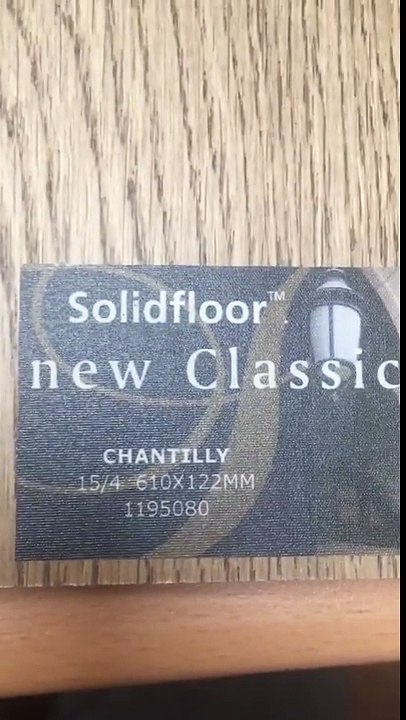 Solidfloor™
new Classic
CHANTILLY
15/4 610X122MM
1195080